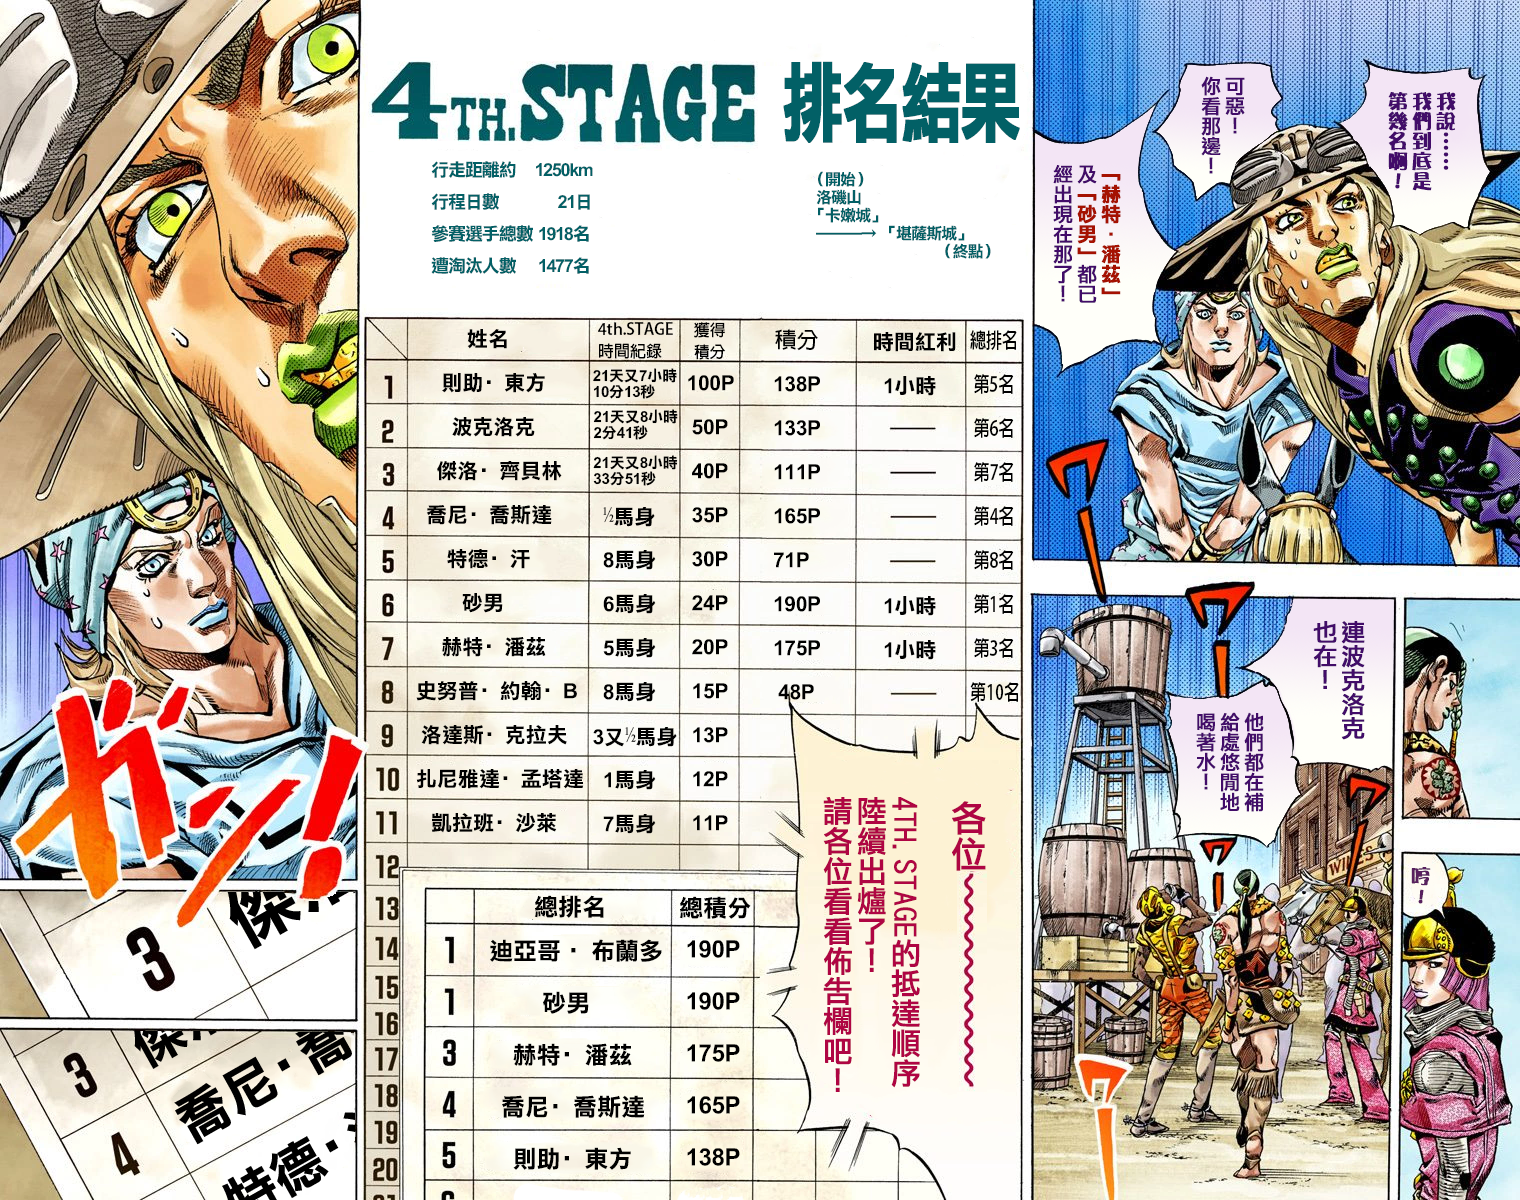 我說……
我們到底是
第幾名啊！
可惡！
你看那邊！
「赫特·潘茲」
及「砂男」都已
經出現在那了！
ワ
ー
ワ
ー
連波克洛克
也在！
他們都在補
給處悠閒地
喝著水！
ワ
ー
ワ
ー
哼！
ワ
ー
4TH. STAGE 排名結果
行走距離約 1250km
行程日數 21日
參賽選手總數 1918名
遭淘汰人數 1477名
（開始）
洛磯山
「卡嫩城」
「堪薩斯城」
（終點）
姓名 4th.STAGE 時間紀錄 獲得積分 積分 時間紅利 總排名
1 則助·東方 21天又7小時10分13秒 100P 138P 1小時 第5名
2 波克洛克 21天又8小時2分41秒 50P 133P —— 第6名
3 傑洛·齊貝林 21天又8小時33分51秒 40P 111P —— 第7名
4 喬尼·喬斯達 ½馬身 35P 165P —— 第4名
5 特德·汗 8馬身 30P 71P —— 第8名
6 砂男 6馬身 24P 190P 1小時 第1名
7 赫特·潘茲 5馬身 20P 175P 1小時 第3名
8 史努普·約翰·B 8馬身 15P 48P —— 第10名
9 洛達斯·克拉夫 3又½馬身 13P
10 扎尼雅達·孟塔達 1馬身 12P
11 凱拉班·沙萊 7馬身 11P
12
13
14
15
16
17
18
19
20
總排名 總積分
1 迪亞哥·布蘭多 190P
1 砂男 190P
3 赫特·潘茲 175P
4 喬尼·喬斯達 165P
5 則助·東方 138P
各位
4TH. STAGE的抵達順序
陸續出爐了！
請各位看看佈告欄吧！
ガン！
3 傑
3 傑
4 喬尼·喬
特德·